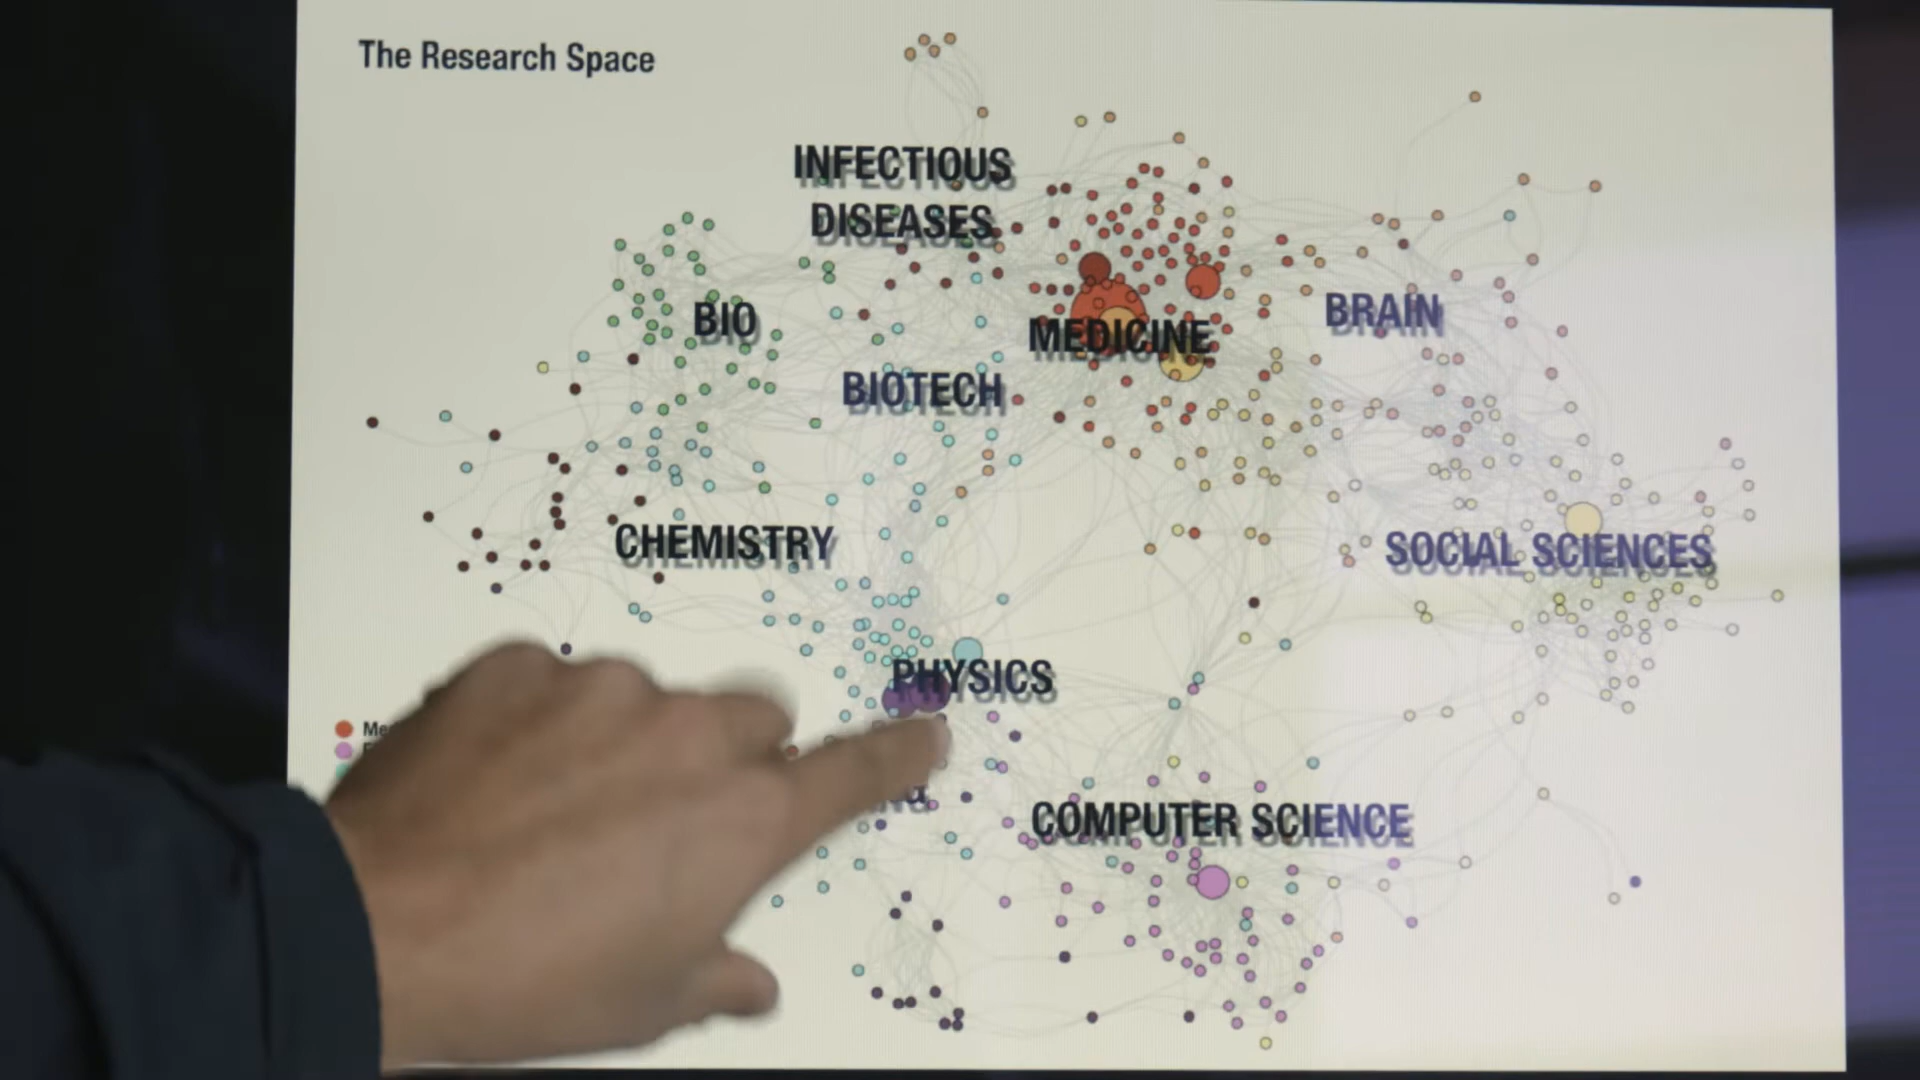 The Research Space
INFECTIOUS
DISEASES
BIO
MEDICINE
BRAIN
BIOTECH
CHEMISTRY
SOCIAL SCIENCES
PHYSICS
COMPUTER SCIENCE